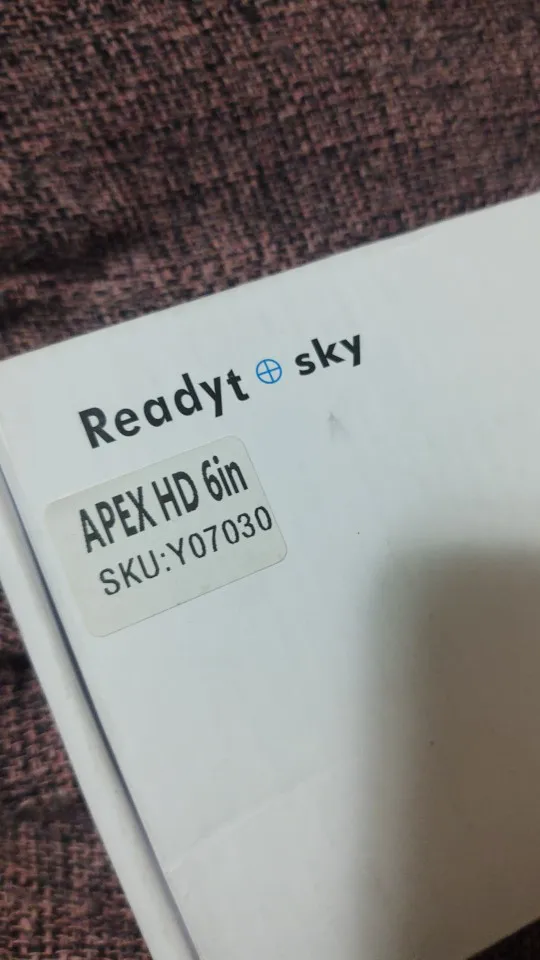 Readyt sky
APEX HD 6in
SKU:Y07030